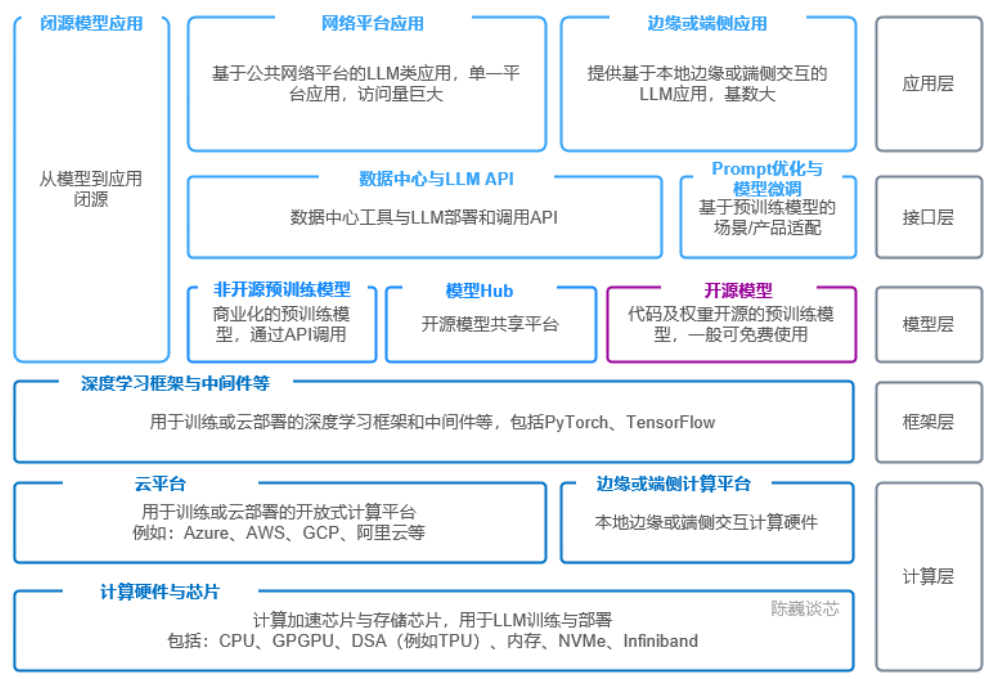 闭源模型应用
从模型到应用
闭源
网络平台应用
基于公共网络平台的LLM类应用，单一平
台应用，访问量巨大
边缘或端侧应用
提供基于本地边缘或端侧交互的
LLM应用，基数大
应用层
数据中心与LLM API
数据中心工具与LLM部署和调用API
Prompt优化与
模型微调
基于预训练模型的
场景/产品适配
接口层
非开源预训练模型
商业化的预训练模
型，通过API调用
模型Hub
开源模型共享平台
开源模型
代码及权重开源的预训练模
型，一般可免费使用
模型层
深度学习框架与中间件等
用于训练或云部署的深度学习框架和中间件等，包括PyTorch、TensorFlow
框架层
云平台
用于训练或云部署的开放式计算平台
例如：Azure、AWS、GCP、阿里云等
边缘或端侧计算平台
本地边缘或端侧交互计算硬件
计算层
计算硬件与芯片
计算加速芯片与存储芯片，用于LLM训练与部署
包括：CPU、GPGPU、DSA（例如TPU）、内存、NVMe、Infiniband
陈巍谈芯